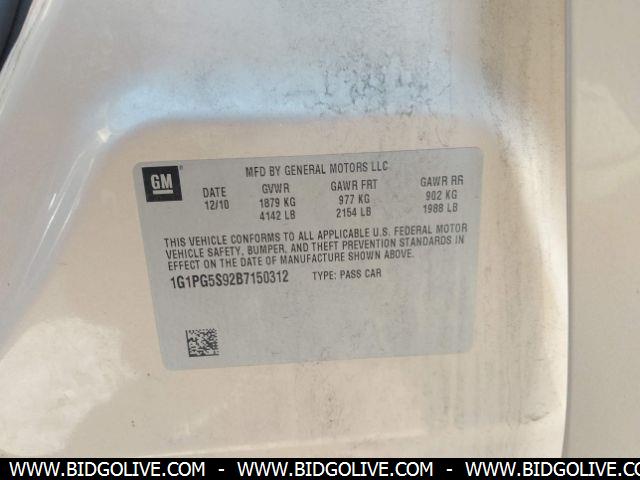 GM
MFD BY GENERAL MOTORS LLC
DATE GVWR GAWR FRT GAWR RR
12/10 1879 KG 977 KG 902 KG
4142 LB 2154 LB 1988 LB
THIS VEHICLE CONFORMS TO ALL APPLICABLE U.S. FEDERAL MOTOR
VEHICLE SAFETY, BUMPER, AND THEFT PREVENTION STANDARDS IN
EFFECT ON THE DATE OF MANUFACTURE SHOWN ABOVE.
1G1PG5S92B7150312 TYPE: PASS CAR
WWW.BIDGOLIVE.COM - WWW.BIDGOLIVE.COM - WWW.BIDGOLIVE.COM